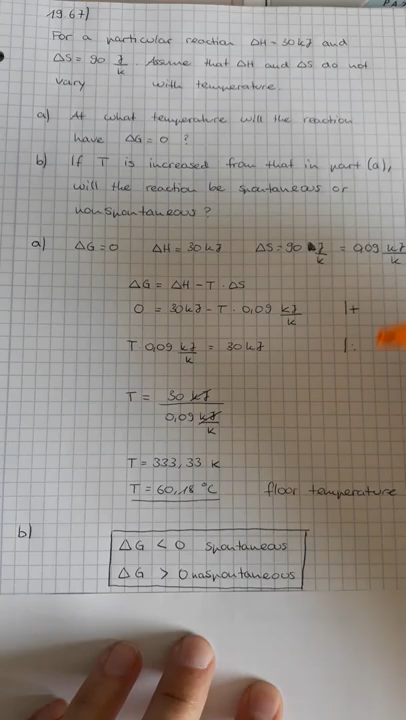 19.67)
For a particular reaction ΔH = 30 kJ and
ΔS = 90 J/K. Assume that ΔH and ΔS do not
vary with temperature.
a) At what temperature will the reaction
have ΔG = 0 ?
b) If T is increased from that in part (a),
will the reaction be spontaneous or
nonspontaneous ?
a) ΔG = 0 ΔH = 30 kJ ΔS = 90 J/K = 0,09 kJ/K
ΔG = ΔH - T · ΔS
0 = 30 kJ - T · 0,09 kJ/K |+
T 0,09 kJ/K = 30 kJ |:
T = 30 kJ / 0,09 kJ/K
T = 333,33 K
T = 60,18 °C floor temperature
b)
ΔG < 0 spontaneous
ΔG > 0 nonspontaneous